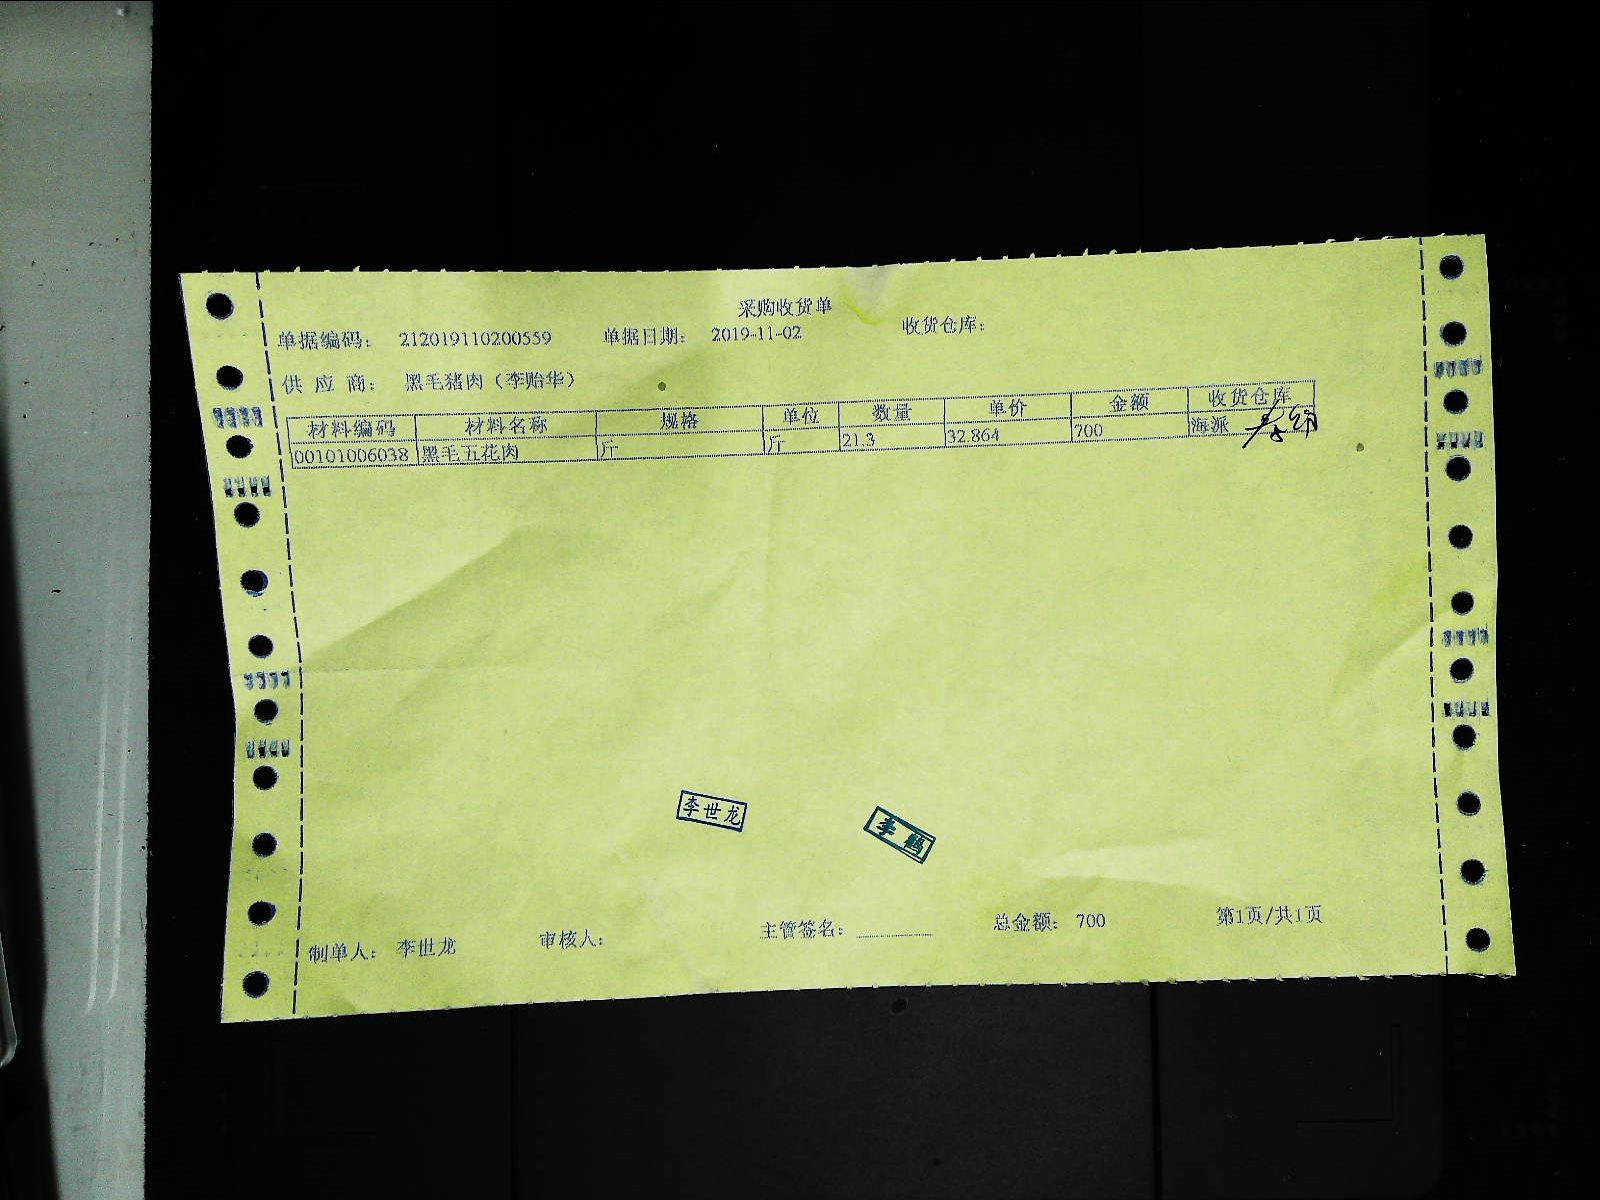 采购收货单
单据编码： 212019110200559 单据日期： 2019-11-02 收货仓库：
供 应 商： 黑毛猪肉（李贻华）
材料编码 材料名称 规格 单位 数量 单价 金额 收货仓库
00101006038 黑毛五花肉 斤 斤 21.3 32.864 700 海派
李世龙 李鹤
制单人： 李世龙 审核人： 主管签名： 总金额： 700 第1页/共1页